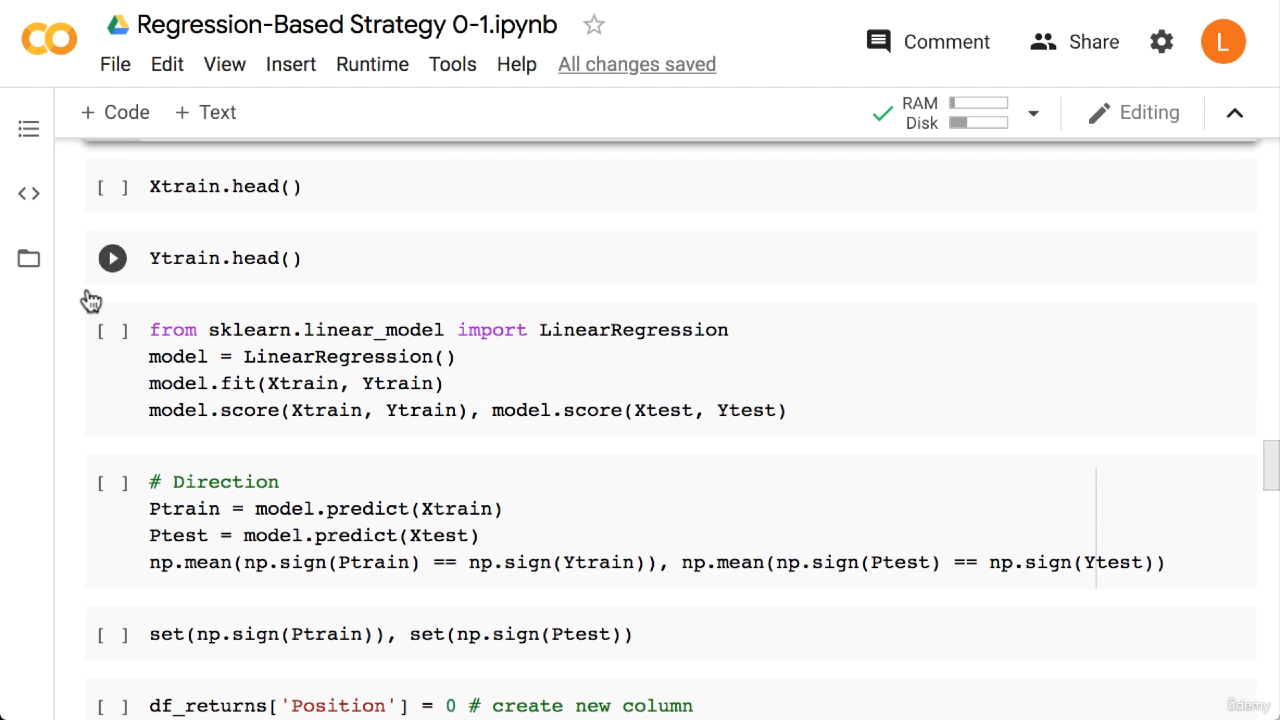 Regression-Based Strategy 0-1.ipynb
Comment
Share
L
File Edit View Insert Runtime Tools Help All changes saved
+ Code + Text
RAM
Disk
Editing
[ ] Xtrain.head()
Ytrain.head()
[ ] from sklearn.linear_model import LinearRegression
model = LinearRegression()
model.fit(Xtrain, Ytrain)
model.score(Xtrain, Ytrain), model.score(Xtest, Ytest)
[ ] # Direction
Ptrain = model.predict(Xtrain)
Ptest = model.predict(Xtest)
np.mean(np.sign(Ptrain) == np.sign(Ytrain)), np.mean(np.sign(Ptest) == np.sign(Ytest))
[ ] set(np.sign(Ptrain)), set(np.sign(Ptest))
[ ] df_returns['Position'] = 0 # create new column
ûdemy